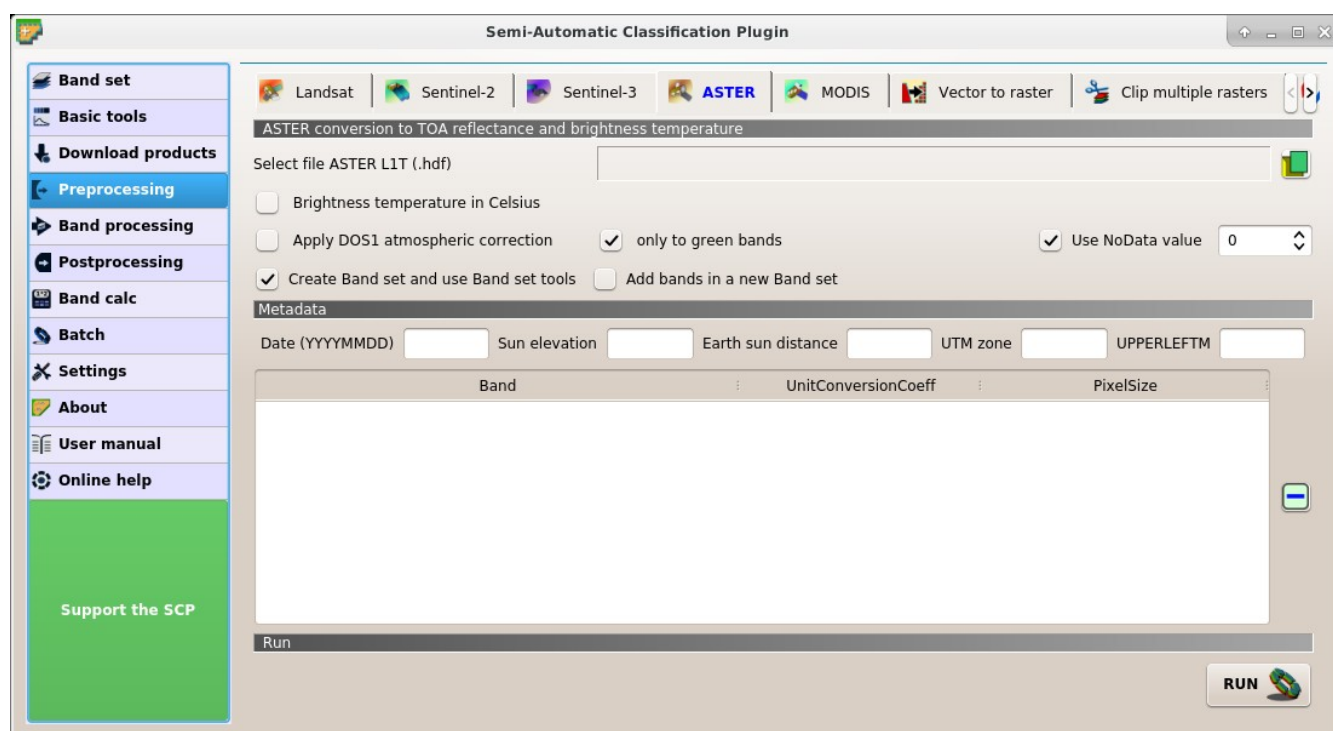 Semi-Automatic Classification Plugin
Band set
Basic tools
Download products
Preprocessing
Band processing
Postprocessing
Band calc
Batch
Settings
About
User manual
Online help
Support the SCP
Landsat Sentinel-2 Sentinel-3 ASTER MODIS Vector to raster Clip multiple rasters
ASTER conversion to TOA reflectance and brightness temperature
Select file ASTER L1T (.hdf)
Brightness temperature in Celsius
Apply DOS1 atmospheric correction only to green bands Use NoData value 0
Create Band set and use Band set tools Add bands in a new Band set
Metadata
Date (YYYYMMDD) Sun elevation Earth sun distance UTM zone UPPERLEFTM
Band UnitConversionCoeff PixelSize
Run
RUN